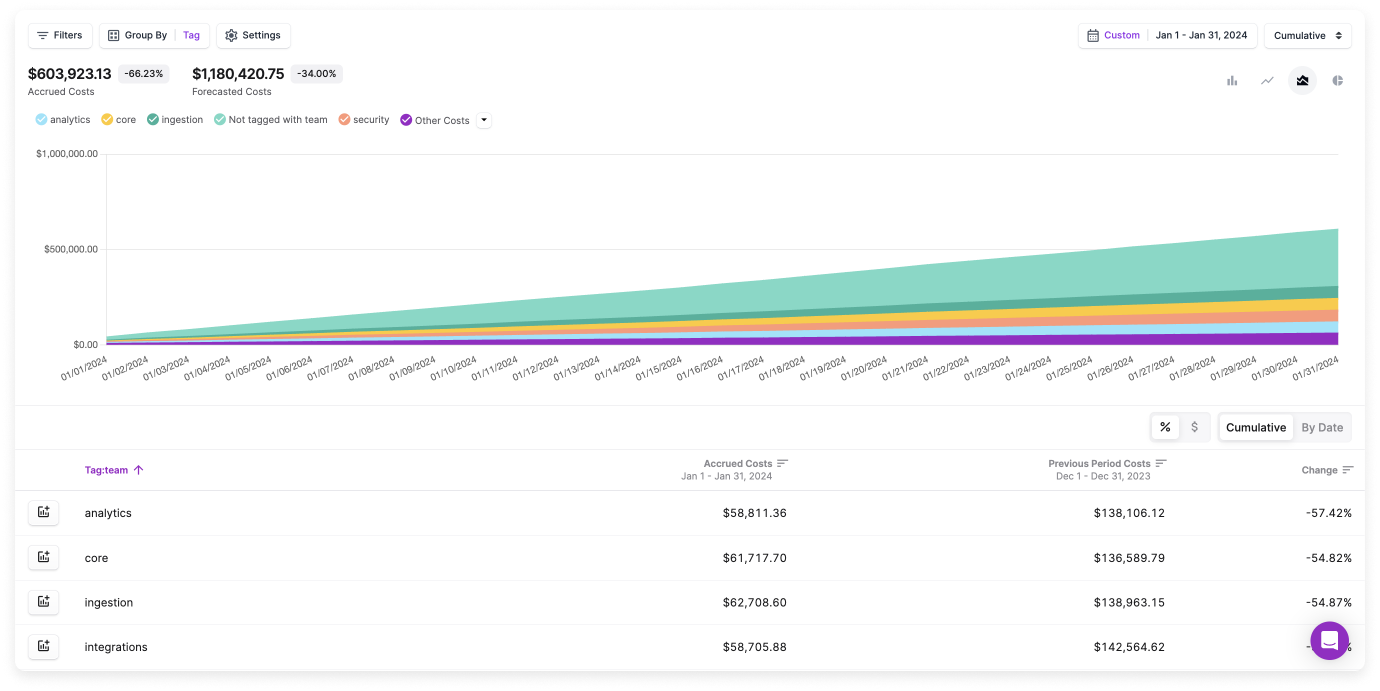 Filters Group By Tag Settings Custom Jan 1 - Jan 31, 2024 Cumulative
$603,923.13 -66.23% $1,180,420.75 -34.00%
Accrued Costs Forecasted Costs
analytics core ingestion Not tagged with team security Other Costs
$1,000,000.00
$500,000.00
$0.00
01/01/2024 01/02/2024 01/03/2024 01/04/2024 01/05/2024 01/06/2024 01/07/2024 01/08/2024 01/09/2024 01/10/2024 01/11/2024 01/12/2024 01/13/2024 01/14/2024 01/15/2024 01/16/2024 01/17/2024 01/18/2024 01/19/2024 01/20/2024 01/21/2024 01/22/2024 01/23/2024 01/24/2024 01/25/2024 01/26/2024 01/27/2024 01/28/2024 01/29/2024 01/30/2024 01/31/2024
% $ Cumulative By Date
Tag:team Accrued Costs Previous Period Costs Change
Jan 1 - Jan 31, 2024 Dec 1 - Dec 31, 2023
analytics $58,811.36 $138,106.12 -57.42%
core $61,717.70 $136,589.79 -54.82%
ingestion $62,708.60 $138,963.15 -54.87%
integrations $58,705.88 $142,564.62